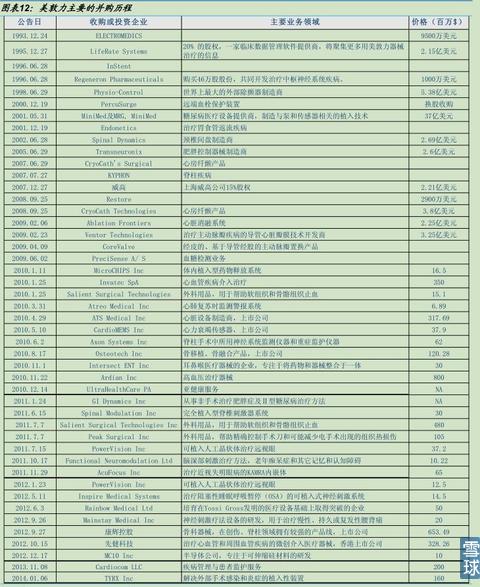 图表12: 美敦力主要的并购历程
公告日 收购或投资企业 主要业务领域 价格（百万$）
1993.12.24 ELECTROMEDICS 9500万美元
1995.12.27 LifeRate Systems 20% 的股权，一家临床数据管理软件提供商，将聚集更多用美敦力器械治疗的信息 2.15亿美元
1996.06.28 InStent
1996.06.28 Regeneron Pharmaceuticals 购买46万股股份，共同开发治疗中枢神经系统疾病。 1000万美元
1998.06.29 Physio-Control 世界上最大的外部除颤器制造商 5.38亿美元
2000.12.19 PercuSurge 远端血栓保护装置 换股收购
2001.05.31 MiniMed及MRG, MiniMed 糖尿病医疗设备提供商，制造与泵和传感器相关的植入技术 37亿美元
2001.12.19 Endonetics 治疗胃食管返流疾病
2002.06.28 Spinal Dynamics 颈椎间盘制造商 2.69亿美元
2005.06.29 Transneuronix 肥胖控制器械制造商 2.6亿美元
2007.06.29 CryoCath's Surgical 心房纤颤产品
2007.07.27 KYPHON 脊柱疾病
2007.12.27 威高 上海威高公司15%股权 2.21亿美元
2008.09.25 Restore 2900万美元
2008.09.25 CryoCath Technologies 心房纤颤产品 3.8亿美元
2009.02.06 Ablation Frontiers 心脏消融系统 2.25亿美元
2009.02.23 Ventor Technologies 治疗主动脉瓣疾病的导管心脏瓣膜技术开发商 3.25亿美元
2009.04.09 CoreValve 经皮的、基于导管经肱的主动脉瓣置换产品
2009.06.02 PreciSense A/S 血糖检测业务
2010.1.11 MicroCHIPS Inc 体内植入型药物释放系统 16.5
2010.1.25 Invatec SpA 心血管疾病介入治疗 350
2010.1.25 Salient Surgical Technologies 外科用品，用于帮助软组织和骨骼组织止血 15.1
2010.3.31 Atreo Medical Inc 心肺复苏时监测警报系统 6.89
2010.4.29 ATS Medical Inc 心脏设备制造商，上市公司 317.69
2010.5.10 CardioMEMS Inc 心力衰竭传感器，上市公司 37.9
2010.6.2 Axon Systems Inc 脊柱手术中所用神经系统监测仪器和重症监护仪器 62
2010.8.17 Osteotech Inc 骨移植、骨融合产品，上市公司 120.28
2010.11.1 Intersect ENT Inc 耳鼻喉医疗器械的企业，专注于将药物和器械整合于一体 30
2010.11.22 Ardian Inc 高血压治疗器械 800
2010.12.14 UltraHealthCare PA 亚健康服务 NA
2011.1.24 GI Dynamics Inc 从事非手术治疗肥胖症及Ⅱ型糖尿病治疗方法 NA
2011.6.15 Spinal Modulation Inc 完全植入型脊椎刺激器系统 30
2011.7.7 Salient Surgical Technologies Inc 外科用品，用于帮助软组织和骨骼组织止血 480
2011.7.7 Peak Surgical Inc 外科用品，帮助精确控制手术刀和可能减少电手术出现的组织热损伤 105
2011.7.15 PowerVision Inc 可植入人工晶状体治疗远视眼 37.2
2011.10.17 Functional Neuromodulation Ltd 脑深部刺激治疗方法，老年痴呆症和其它记忆和认知障碍 10.22
2011.11.29 AcuFocus Inc 治疗近视失明眼病的KAMRA内嵌体 65
2012.1.23 PowerVision Inc 可植入人工晶状体治疗远视眼 12.5
2012.5.11 Inspire Medical Systems 治疗阻塞性睡眠呼吸暂停（OSA）的可植入式神经刺激系统 14.5
2012.6.3 Rainbow Medical Ltd 培育在Yossi Gross发明的医疗设备基础上取得突破的企业 50
2012.9.26 Mainstay Medical Inc 神经刺激疗法设备的研发，用于治疗慢性、持久或复发性腰背痛 20
2012.9.27 康辉控股 骨科器械，在创伤、脊柱领域拥有较强的产品线，上市公司 653.49
2012.10.15 先健科技 治疗心血管和周围血管疾病的微创介入医疗器械，香港上市公司 328.26
2012.12.17 MC10 Inc 半导体公司，专注于可伸缩硅材料的研发 10
2013.11.08 Cardiocom LLC 疾病管理与患者监护服务 200
2014.01.06 TYRX Inc 解决外部手术感染和炎症的植入性装置 160
雪球